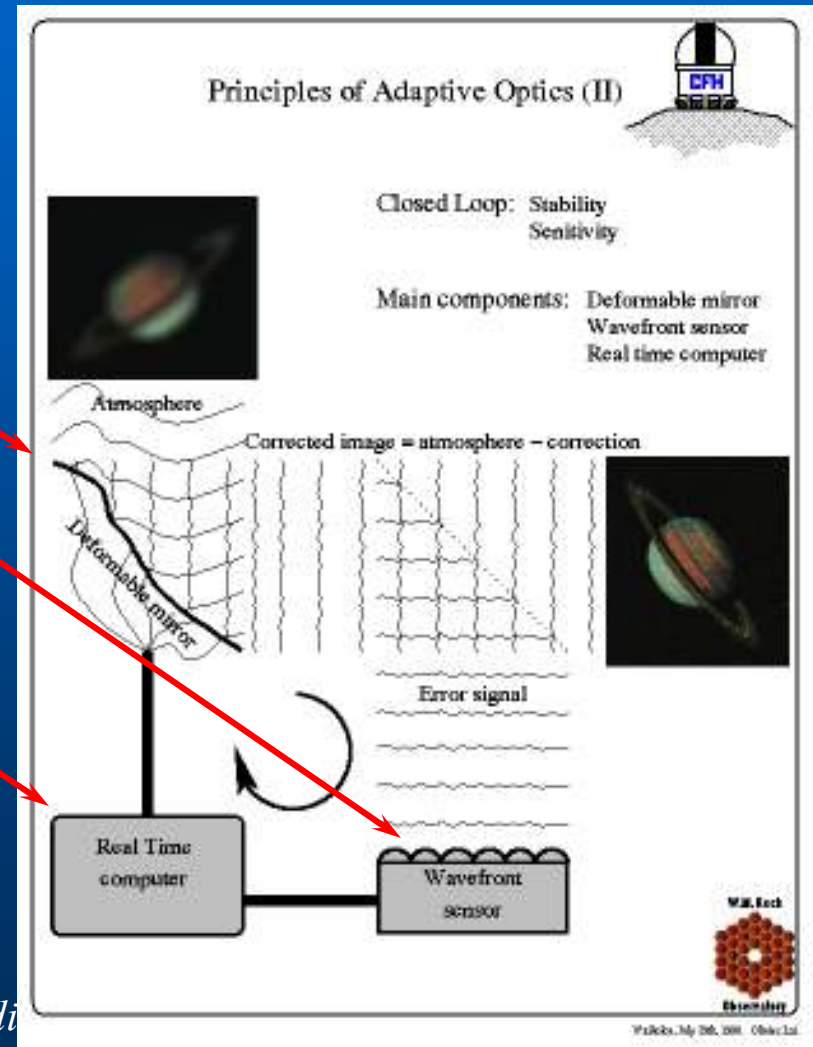 Principles of Adaptive Optics (II)
CFH
Closed Loop: Stability
Senitivity
Main components: Deformable mirror
Wavefront sensor
Real time computer
Atmosphere
Corrected image = atmosphere - correction
Deformable mirror
Error signal
Real Time
computer
Wavefront
sensor
W.M. Keck
Observatory